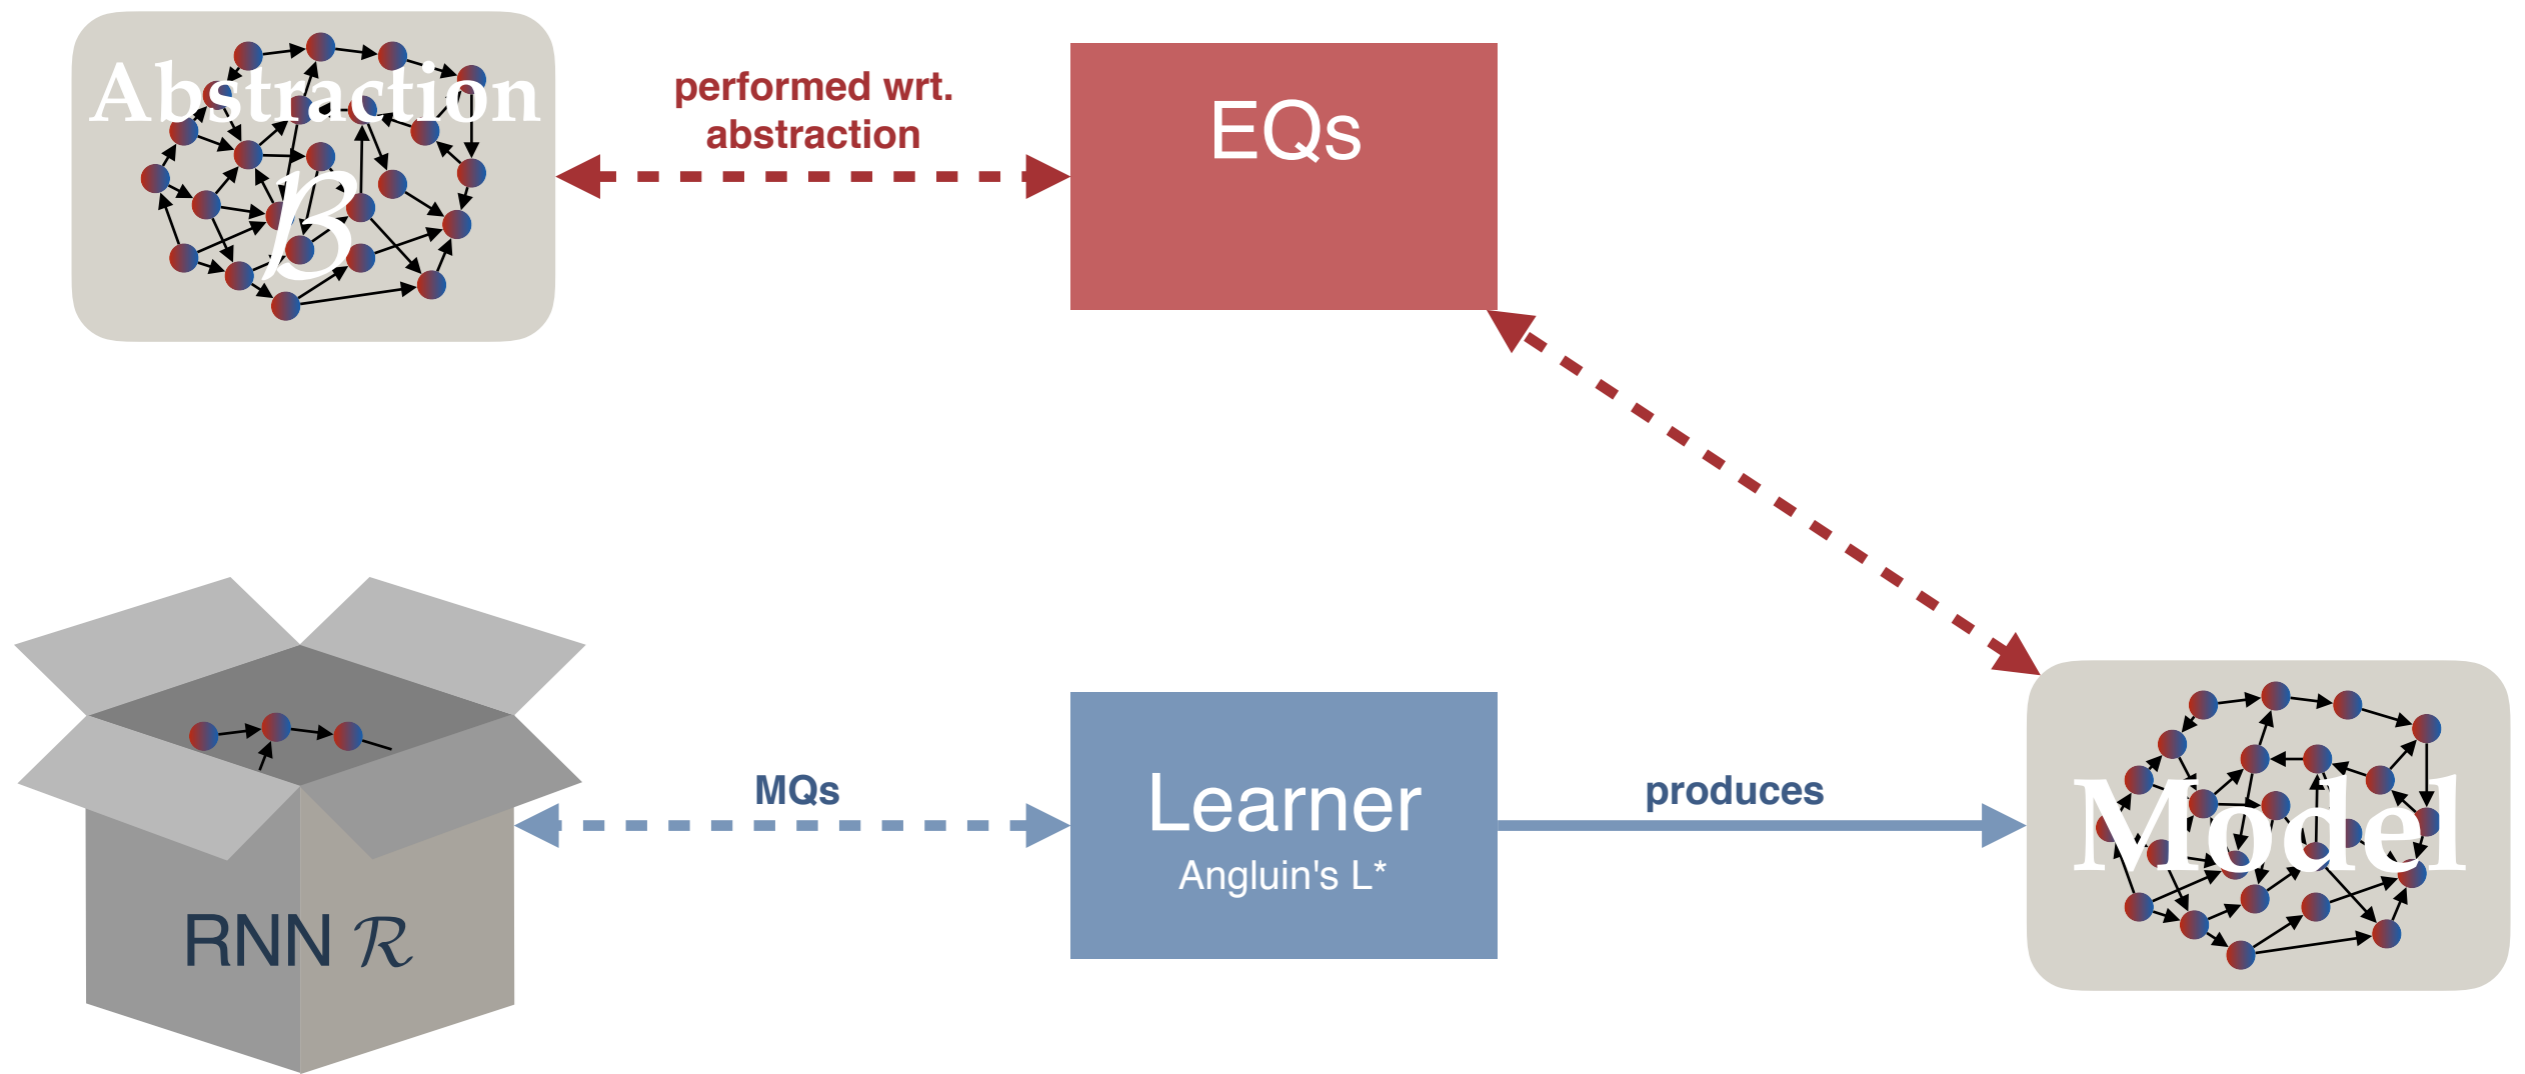 Abstraction
ℬ
performed wrt.
abstraction
EQs
RNN ℛ
MQs
Learner
Angluin's L*
produces
Model